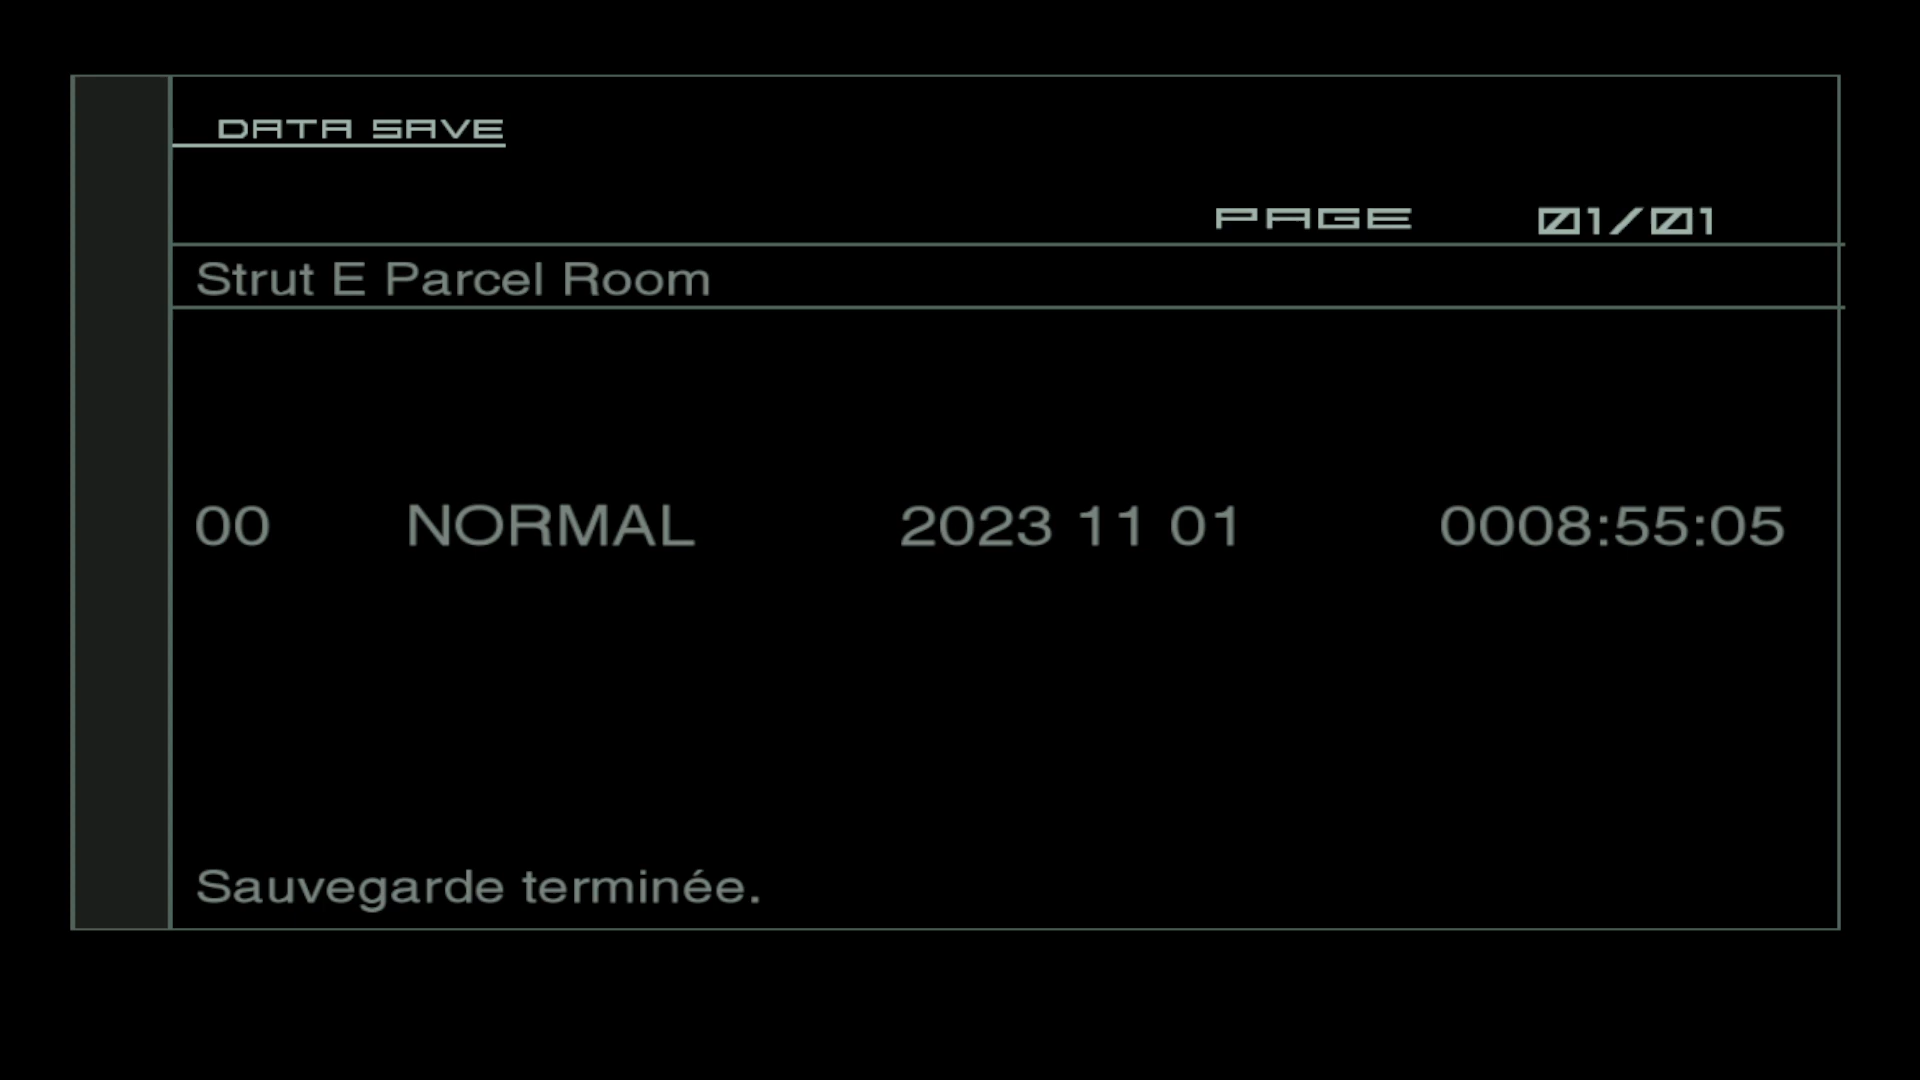 DATA SAVE
PAGE 01/01
Strut E Parcel Room
00 NORMAL 2023 11 01 0008:55:05
Sauvegarde terminée.